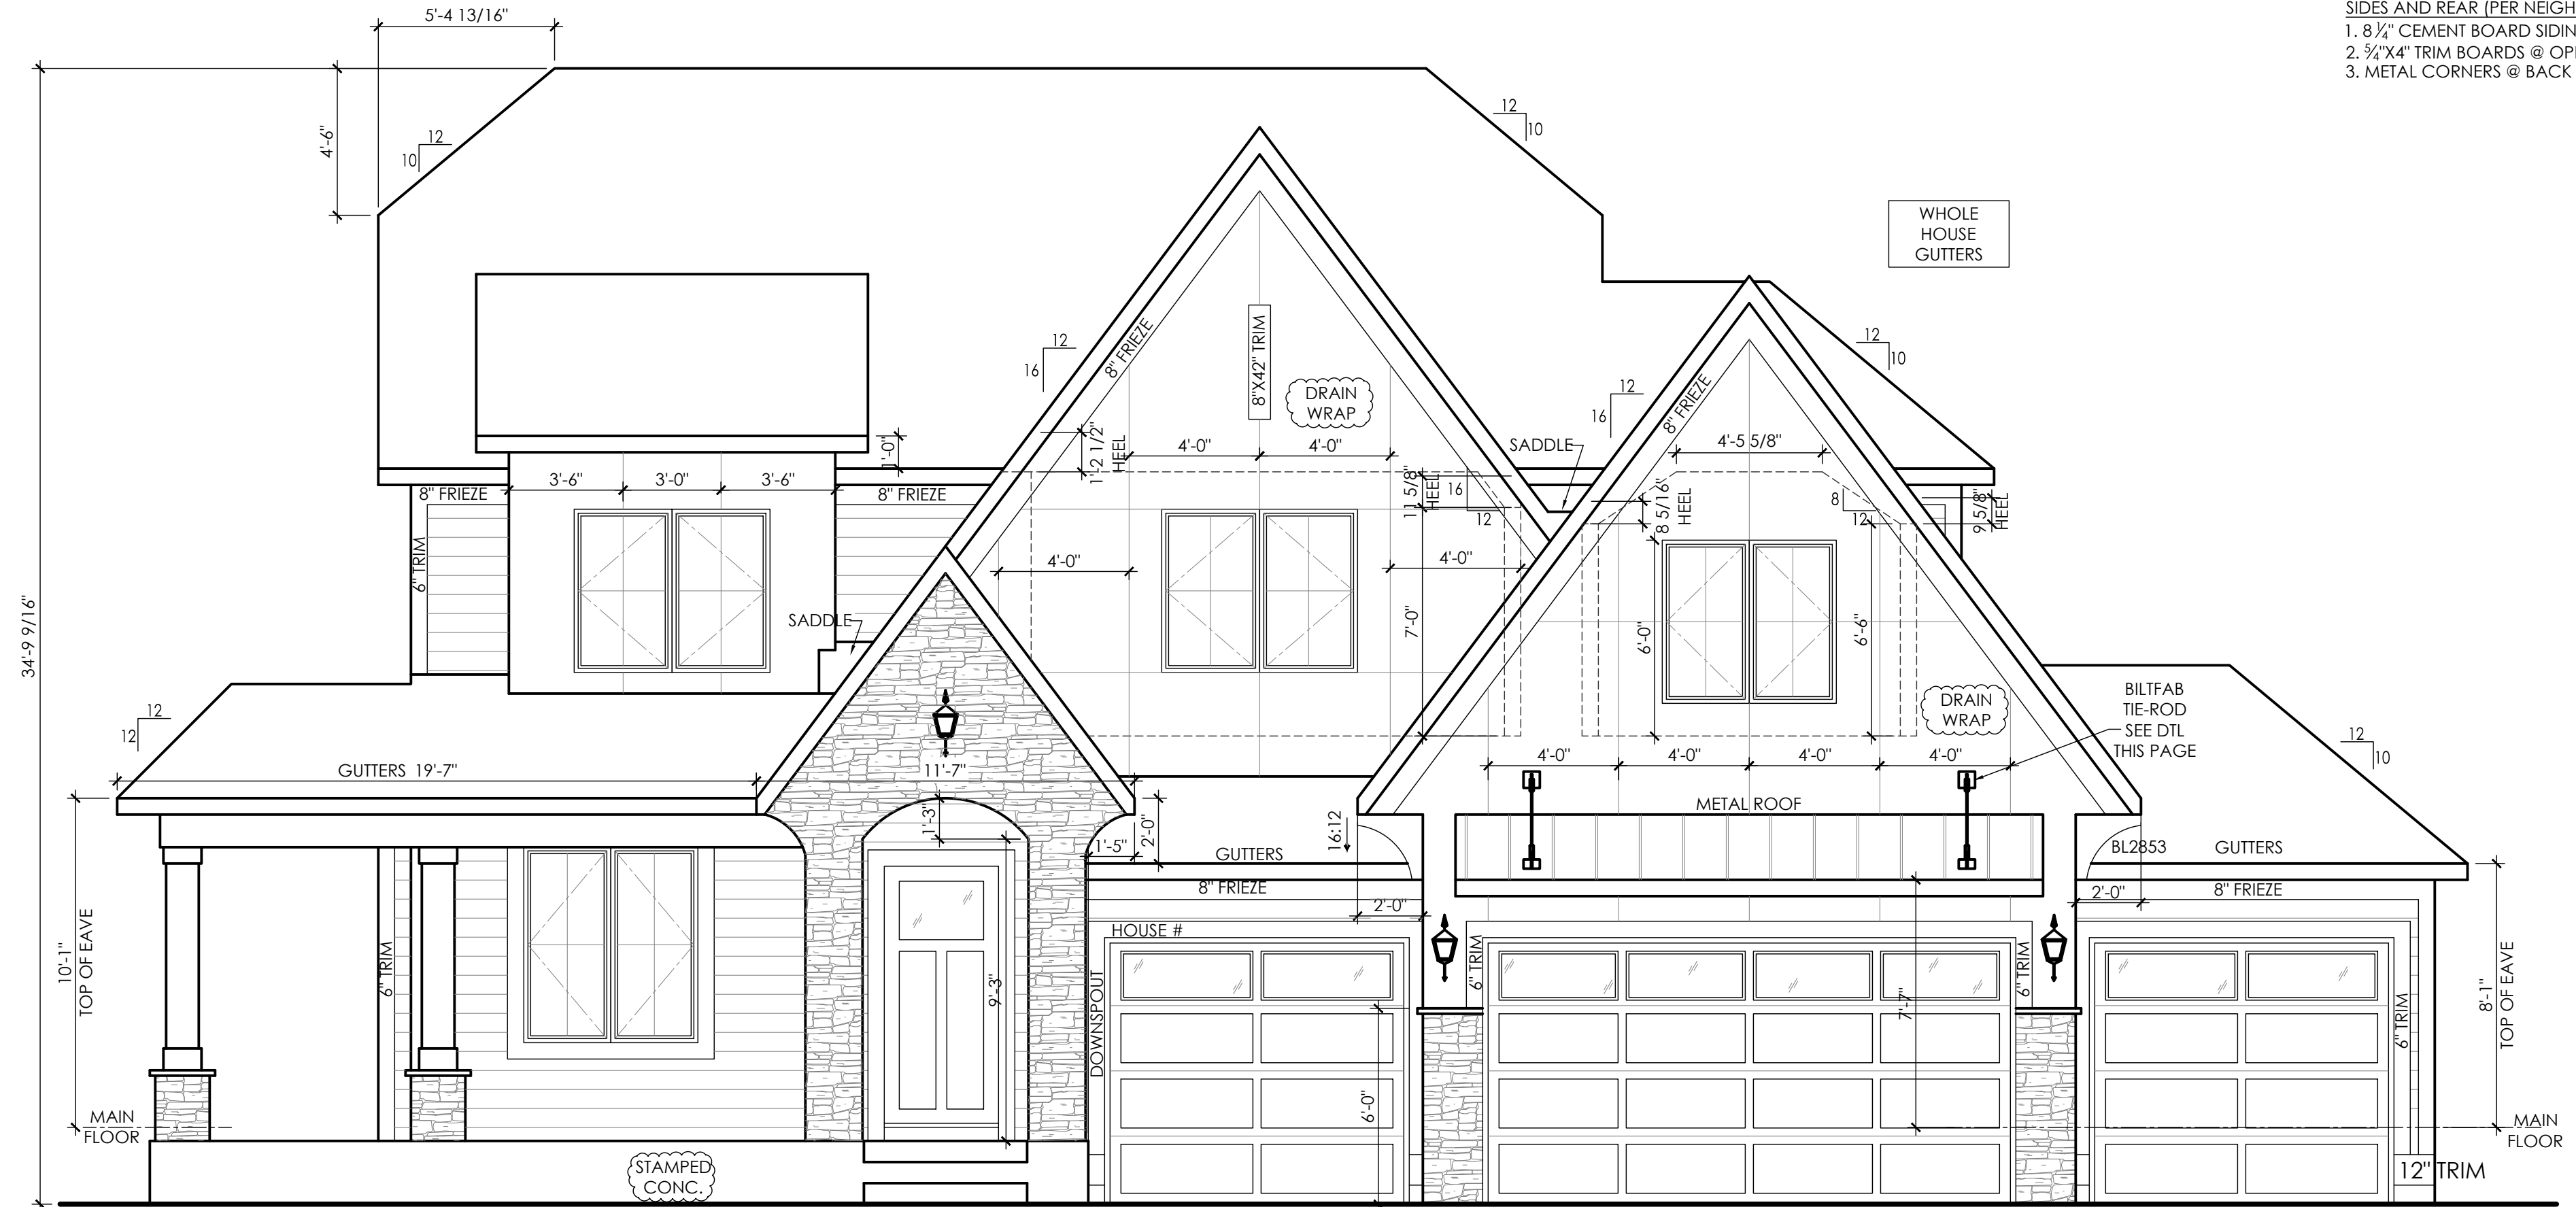 5'-4 13/16"
SIDES AND REAR (PER NEIGH
1. 8 1/4" CEMENT BOARD SIDIN
2. 5/4"X4" TRIM BOARDS @ OP
3. METAL CORNERS @ BACK
4'-6"
12
10
12
10
WHOLE
HOUSE
GUTTERS
34'-9 9/16"
12
16
8" FRIEZE
8"X42" TRIM
DRAIN
WRAP
12
16
8" FRIEZE
12
10
1'-0"
1'-2 1/2"
HEEL
4'-0"
4'-0"
SADDLE
4'-5 5/8"
8" FRIEZE
3'-6"
3'-0"
3'-6"
8" FRIEZE
11 5/8"
HEEL
16
12
8 5/16"
HEEL
8
12
9 5/8"
HEEL
6" TRIM
4'-0"
4'-0"
7'-0"
6'-0"
6'-6"
SADDLE
12
12
DRAIN
WRAP
BILTFAB
TIE-ROD
SEE DTL
THIS PAGE
12
10
GUTTERS 19'-7"
11'-7"
4'-0"
4'-0"
4'-0"
4'-0"
METAL ROOF
1'-3"
1'-5"
2'-0"
GUTTERS
16:12
BL2853
GUTTERS
8" FRIEZE
2'-0"
2'-0"
8" FRIEZE
10'-1"
TOP OF EAVE
6" TRIM
9'-3"
HOUSE #
DOWNSPOUT
6'-0"
6" TRIM
7'-7"
6" TRIM
6" TRIM
8'-1"
TOP OF EAVE
MAIN
FLOOR
MAIN
FLOOR
STAMPED
CONC.
12" TRIM